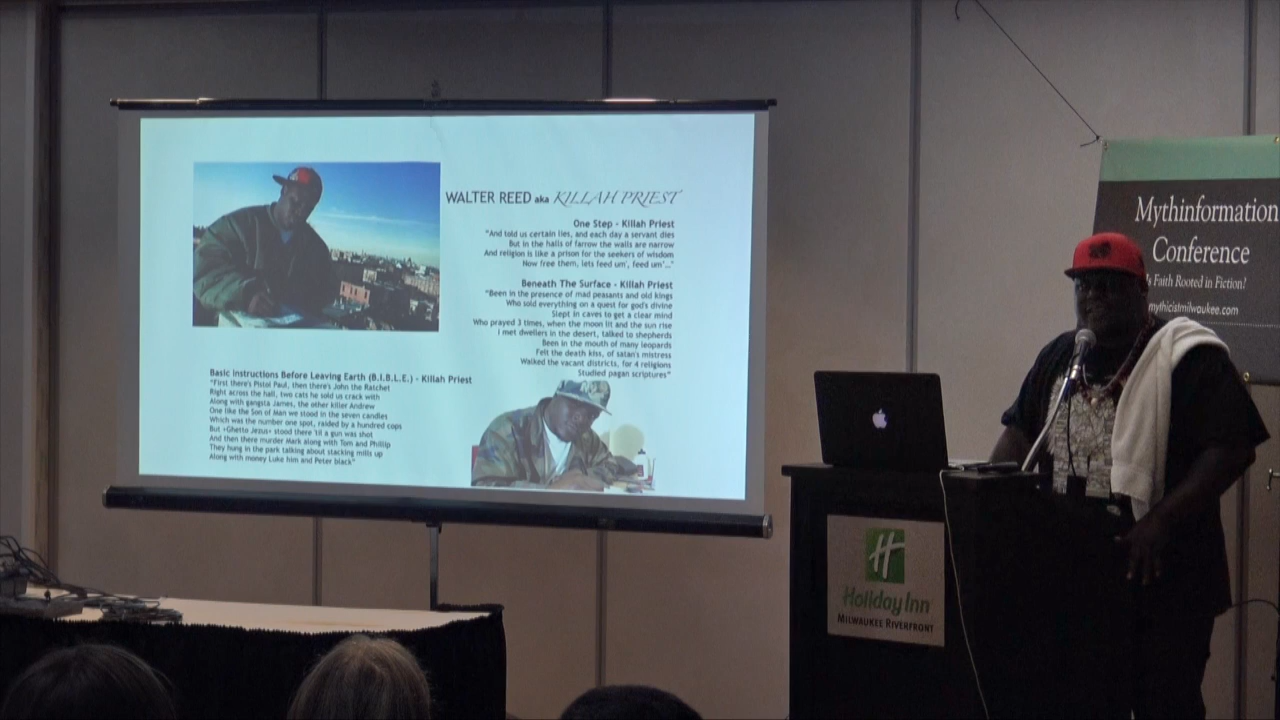 WALTER REED aka KILLAH PRIEST
One Step - Killah Priest
"And told us certain lies, and each day a servant dies
But in the halls of farrow the walls are narrow
And religion is like a prison for the seekers of wisdom
Now free them, lets feed um', feed um'..."
Beneath The Surface - Killah Priest
"Been in the presence of mad peasants and old kings
Who sold everything on a quest for god's divine
Slept in caves to get a clear mind
Who prayed 3 times, when the moon lit and the sun rise
I met dwellers in the desert, talked to shepherds
Been in the mouth of many leopards
Felt the death kiss, of satan's mistress
Walked the vacant districts, for 4 religions
Studied pagan scriptures"
Basic Instructions Before Leaving Earth (B.I.B.L.E.) - Killah Priest
"First there's Pistol Paul, then there's John the Ratchet
Right across the hall, two cats he sold us crack with
Along with gangsta James, the other killer Andrew
One like the Son of Man we stood in the seven candles
Which was the number one spot, raided by a hundred cops
But «Ghetto Jesus» stood there 'til a gun was shot
And then there murder Mark along with Tom and Phillip
They hung in the park talking about stacking mills up
Along with money Luke him and Peter black"
Mythinformation
Conference
Is Faith Rooted in Fiction?
mythicistmilwaukee.com
H
Holiday Inn
MILWAUKEE RIVERFRONT